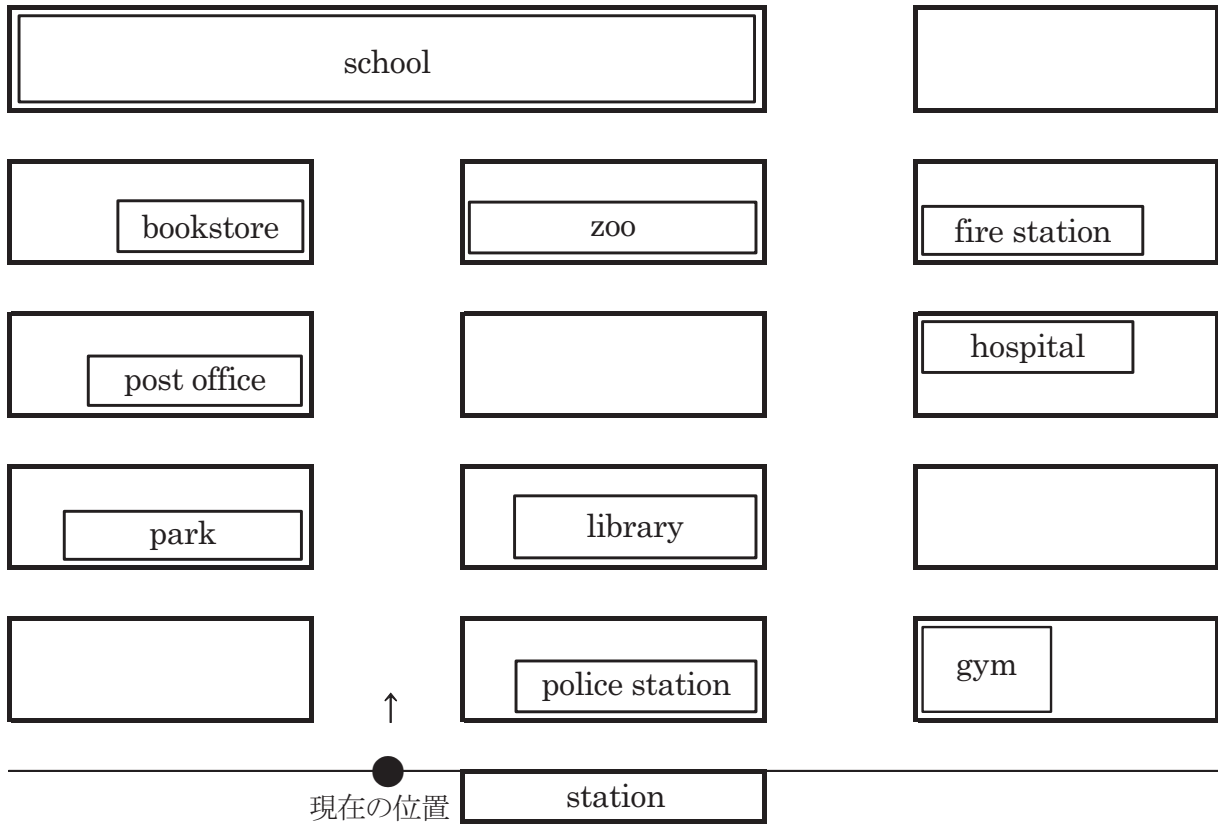 school
bookstore
zoo
fire station
post office
hospital
park
library
police station
gym
↑
現在の位置
station